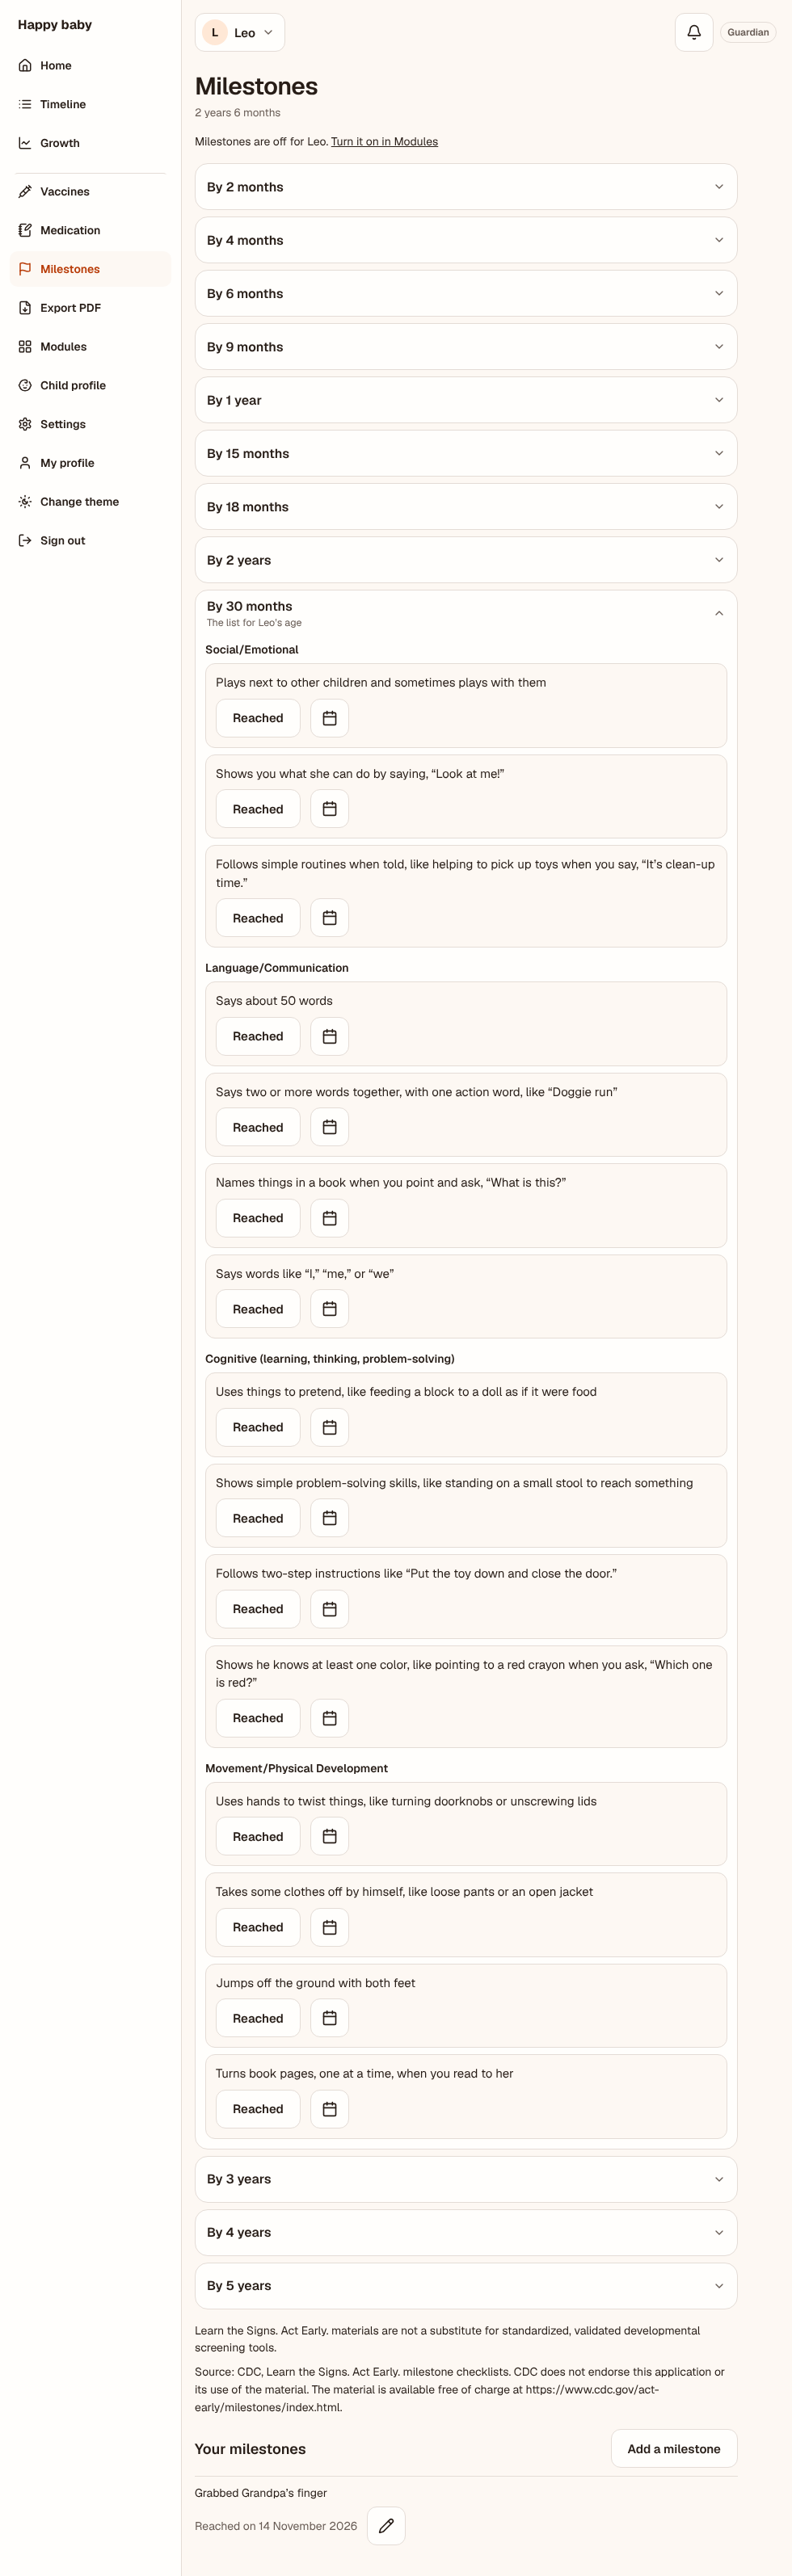 Happy baby
Home
Timeline
Growth
Vaccines
Medication
Milestones
Export PDF
Modules
Child profile
Settings
My profile
Change theme
Sign out
L Leo
Guardian
Milestones
2 years 6 months
Milestones are off for Leo. Turn it on in Modules
By 2 months
By 4 months
By 6 months
By 9 months
By 1 year
By 15 months
By 18 months
By 2 years
By 30 months
The list for Leo's age
Social/Emotional
Plays next to other children and sometimes plays with them
Reached
Shows you what she can do by saying, “Look at me!”
Reached
Follows simple routines when told, like helping to pick up toys when you say, “It’s clean-up
time.”
Reached
Language/Communication
Says about 50 words
Reached
Says two or more words together, with one action word, like “Doggie run”
Reached
Names things in a book when you point and ask, “What is this?”
Reached
Says words like “I,” “me,” or “we”
Reached
Cognitive (learning, thinking, problem-solving)
Uses things to pretend, like feeding a block to a doll as if it were food
Reached
Shows simple problem-solving skills, like standing on a small stool to reach something
Reached
Follows two-step instructions like “Put the toy down and close the door.”
Reached
Shows he knows at least one color, like pointing to a red crayon when you ask, “Which one
is red?”
Reached
Movement/Physical Development
Uses hands to twist things, like turning doorknobs or unscrewing lids
Reached
Takes some clothes off by himself, like loose pants or an open jacket
Reached
Jumps off the ground with both feet
Reached
Turns book pages, one at a time, when you read to her
Reached
By 3 years
By 4 years
By 5 years
Learn the Signs. Act Early. materials are not a substitute for standardized, validated developmental
screening tools.
Source: CDC, Learn the Signs. Act Early. milestone checklists. CDC does not endorse this application or
its use of the material. The material is available free of charge at https://www.cdc.gov/act-
early/milestones/index.html.
Your milestones
Add a milestone
Grabbed Grandpa's finger
Reached on 14 November 2026